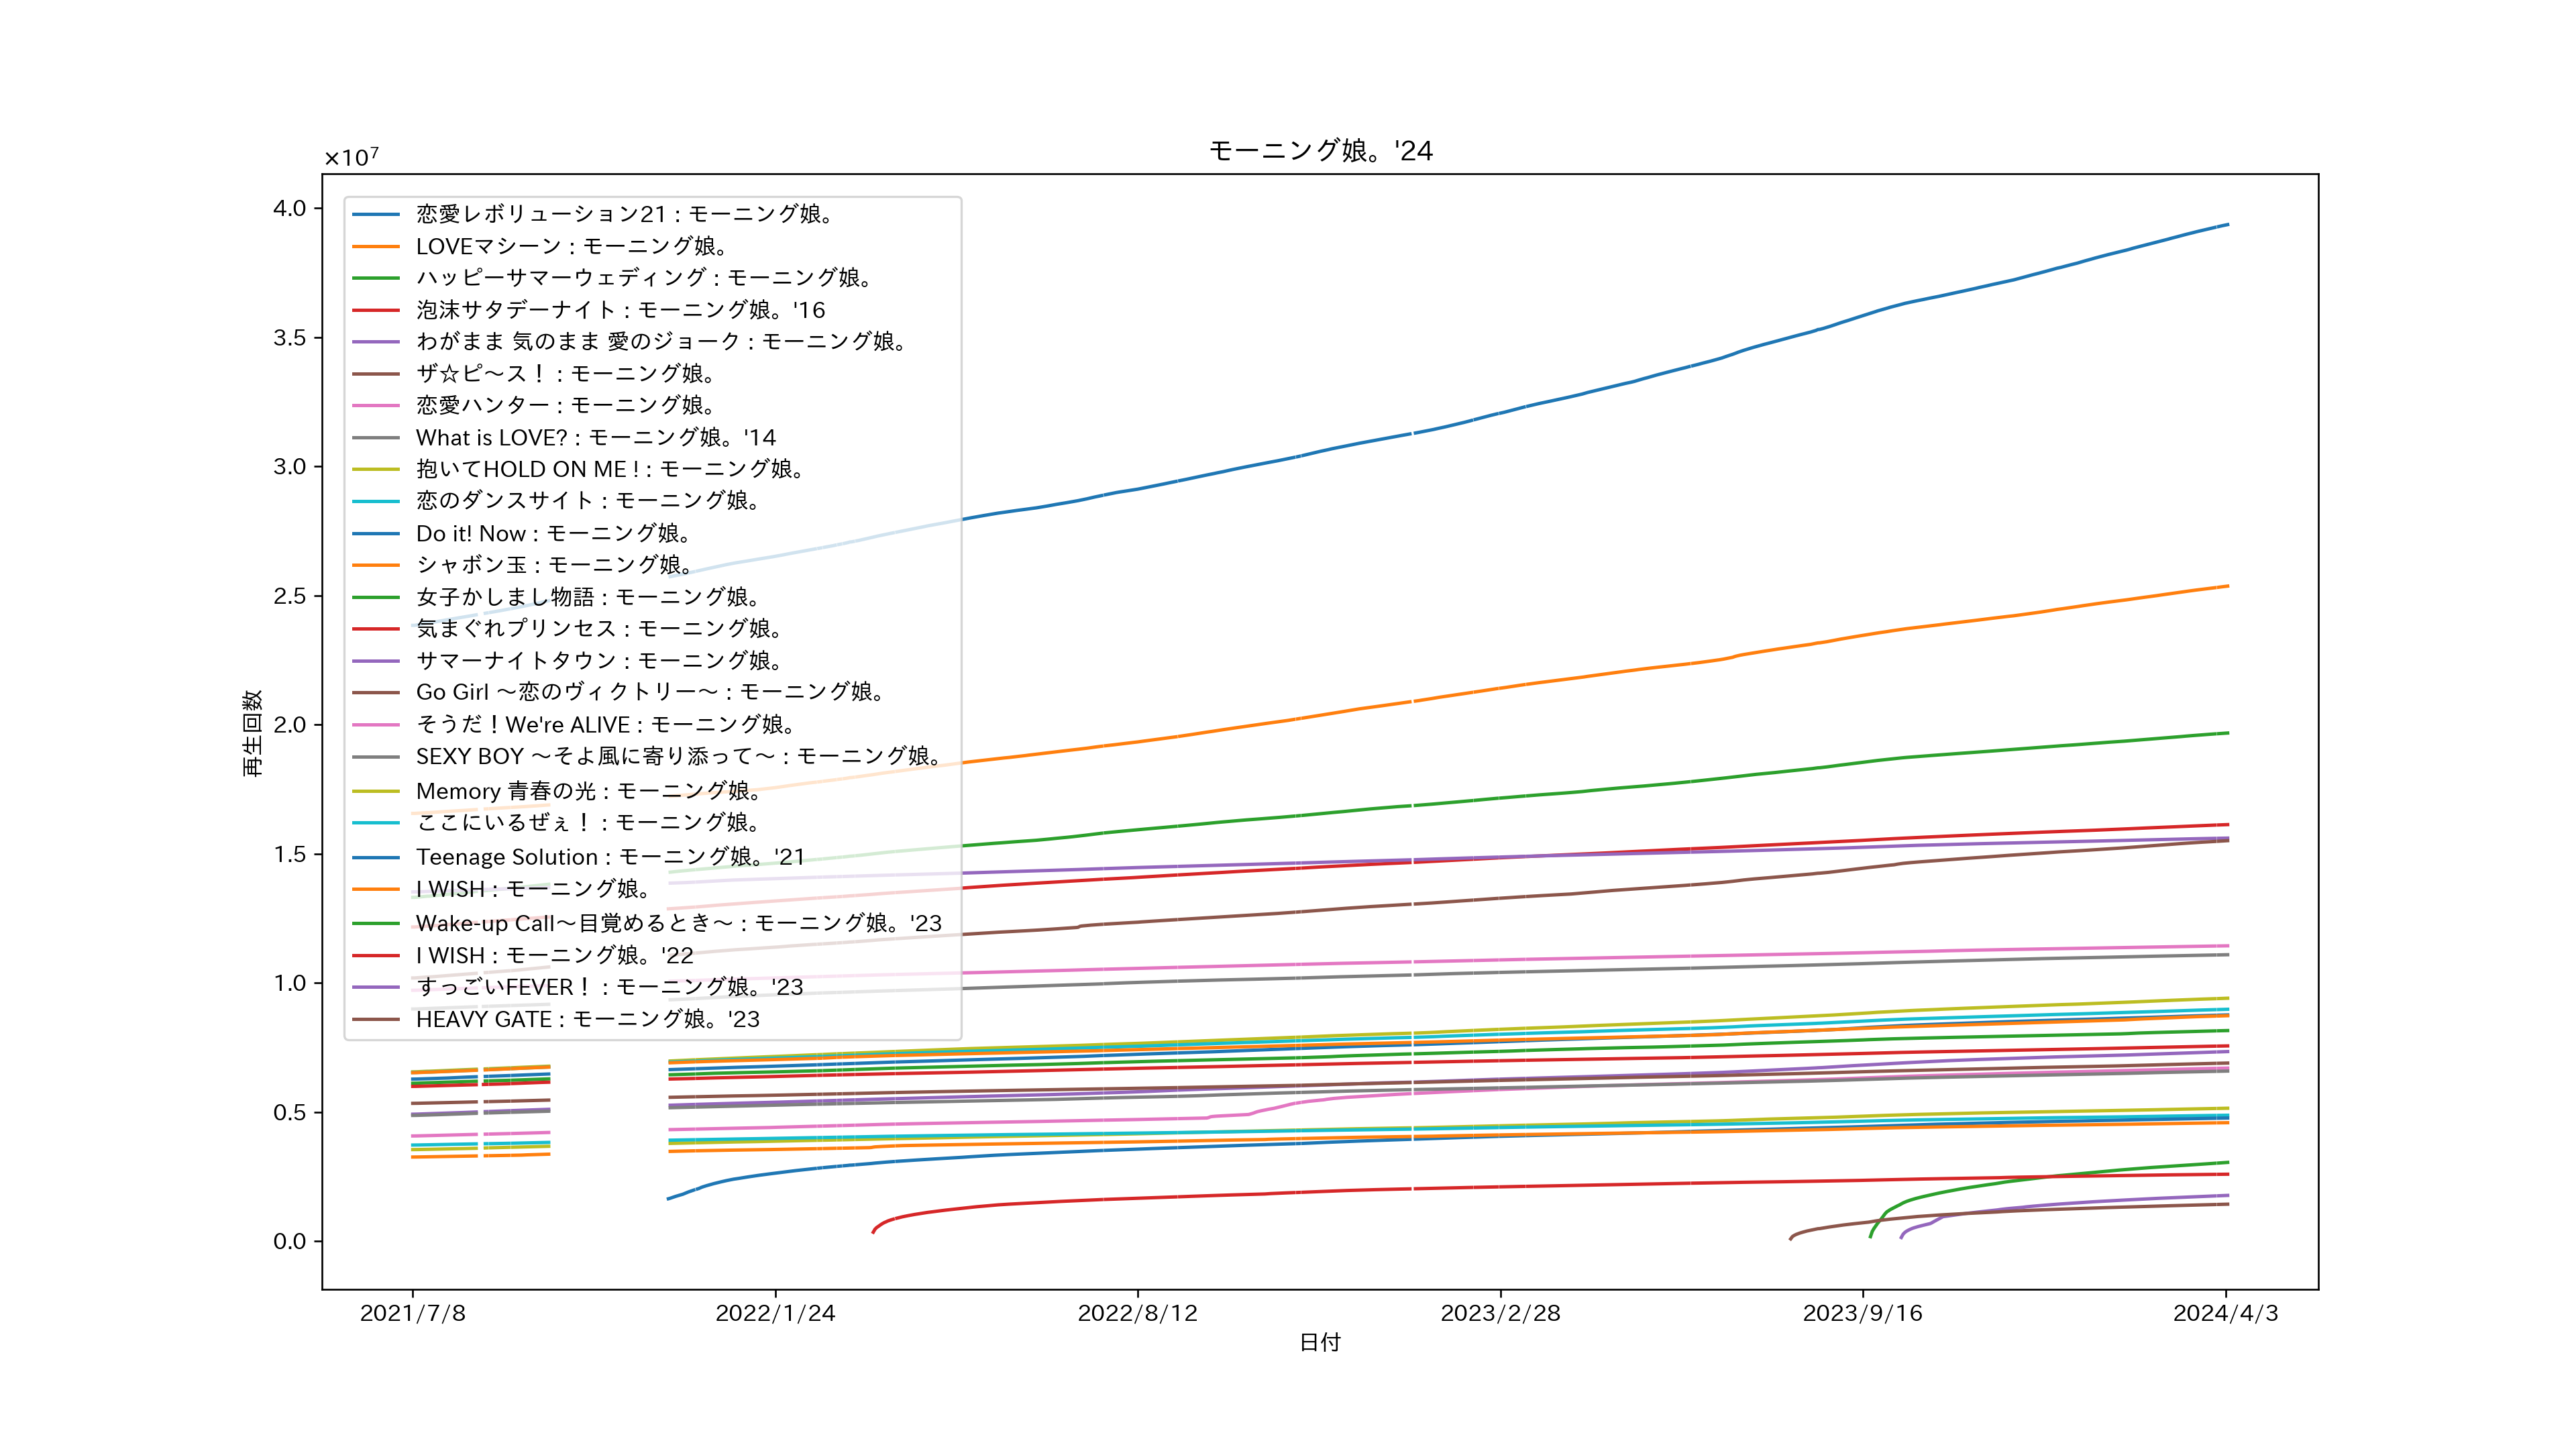 モーニング娘。'24
×10⁷
4.0
3.5
3.0
2.5
2.0
1.5
1.0
0.5
0.0
再生回数
恋愛レボリューション21 : モーニング娘。
LOVEマシーン : モーニング娘。
ハッピーサマーウェディング : モーニング娘。
泡沫サタデーナイト : モーニング娘。'16
わがまま 気のまま 愛のジョーク : モーニング娘。
ザ☆ピ〜ス！ : モーニング娘。
恋愛ハンター : モーニング娘。
What is LOVE? : モーニング娘。'14
抱いてHOLD ON ME ! : モーニング娘。
恋のダンスサイト : モーニング娘。
Do it! Now : モーニング娘。
シャボン玉 : モーニング娘。
女子かしまし物語 : モーニング娘。
気まぐれプリンセス : モーニング娘。
サマーナイトタウン : モーニング娘。
Go Girl 〜恋のヴィクトリー〜 : モーニング娘。
そうだ！We're ALIVE : モーニング娘。
SEXY BOY 〜そよ風に寄り添って〜 : モーニング娘。
Memory 青春の光 : モーニング娘。
ここにいるぜぇ！ : モーニング娘。
Teenage Solution : モーニング娘。'21
I WISH : モーニング娘。
Wake-up Call〜目覚めるとき〜 : モーニング娘。'23
I WISH : モーニング娘。'22
すっごいFEVER！ : モーニング娘。'23
HEAVY GATE : モーニング娘。'23
2021/7/8
2022/1/24
2022/8/12
2023/2/28
2023/9/16
2024/4/3
日付